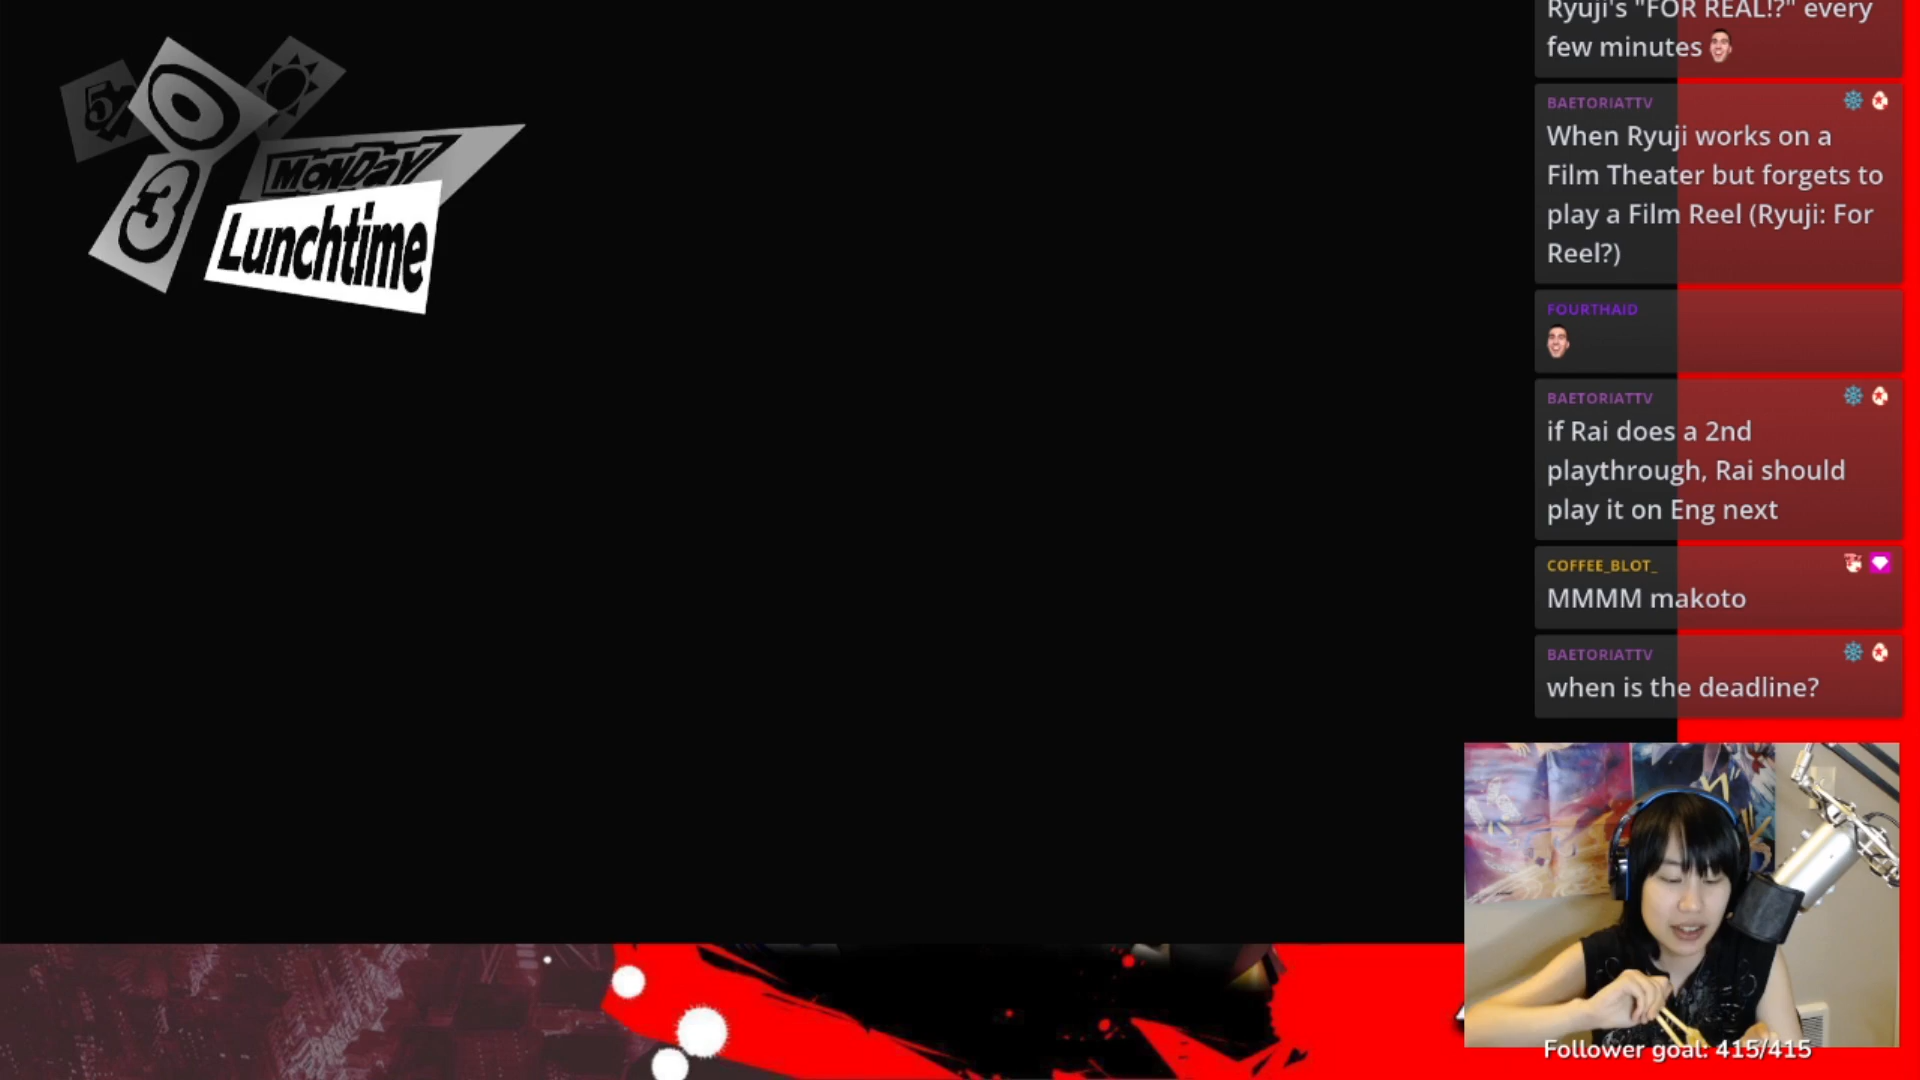 5/
03
MONDAY
Lunchtime
Ryuji's "FOR REAL!?" every
few minutes
BAETORIATTV
When Ryuji works on a
Film Theater but forgets to
play a Film Reel (Ryuji: For
Reel?)
FOURTHAID
BAETORIATTV
if Rai does a 2nd
playthrough, Rai should
play it on Eng next
COFFEE_BLOT_
MMMM makoto
BAETORIATTV
when is the deadline?
Follower goal: 415/415